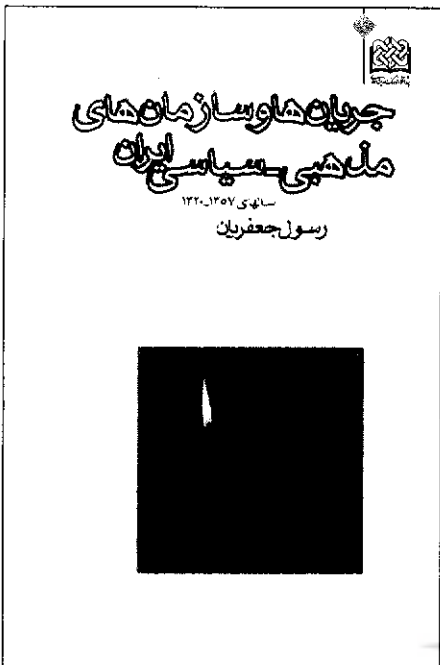 جریان‌ها و سازمان‌های
مذهبی-سیاسی ایران
سالهای ۱۳۵۷-۱۳۲۰
رسول جعفریان